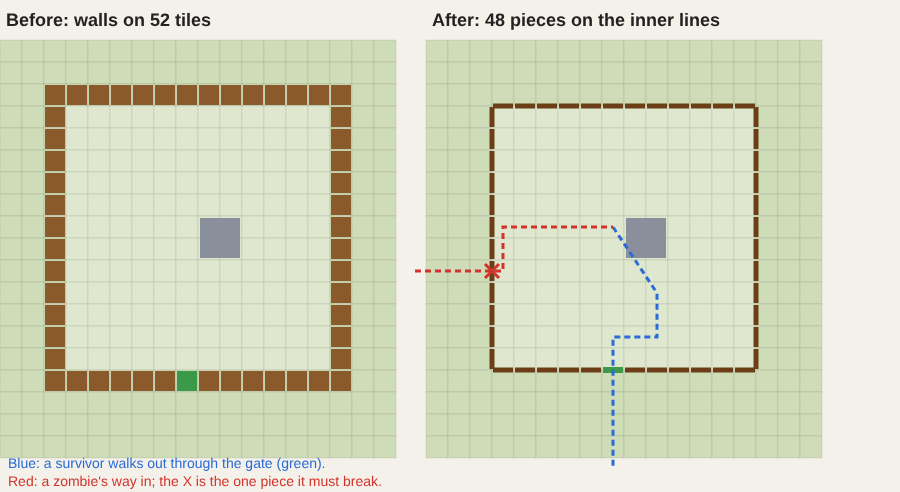 Before: walls on 52 tiles
After: 48 pieces on the inner lines
Blue: a survivor walks out through the gate (green).
Red: a zombie's way in; the X is the one piece it must break.